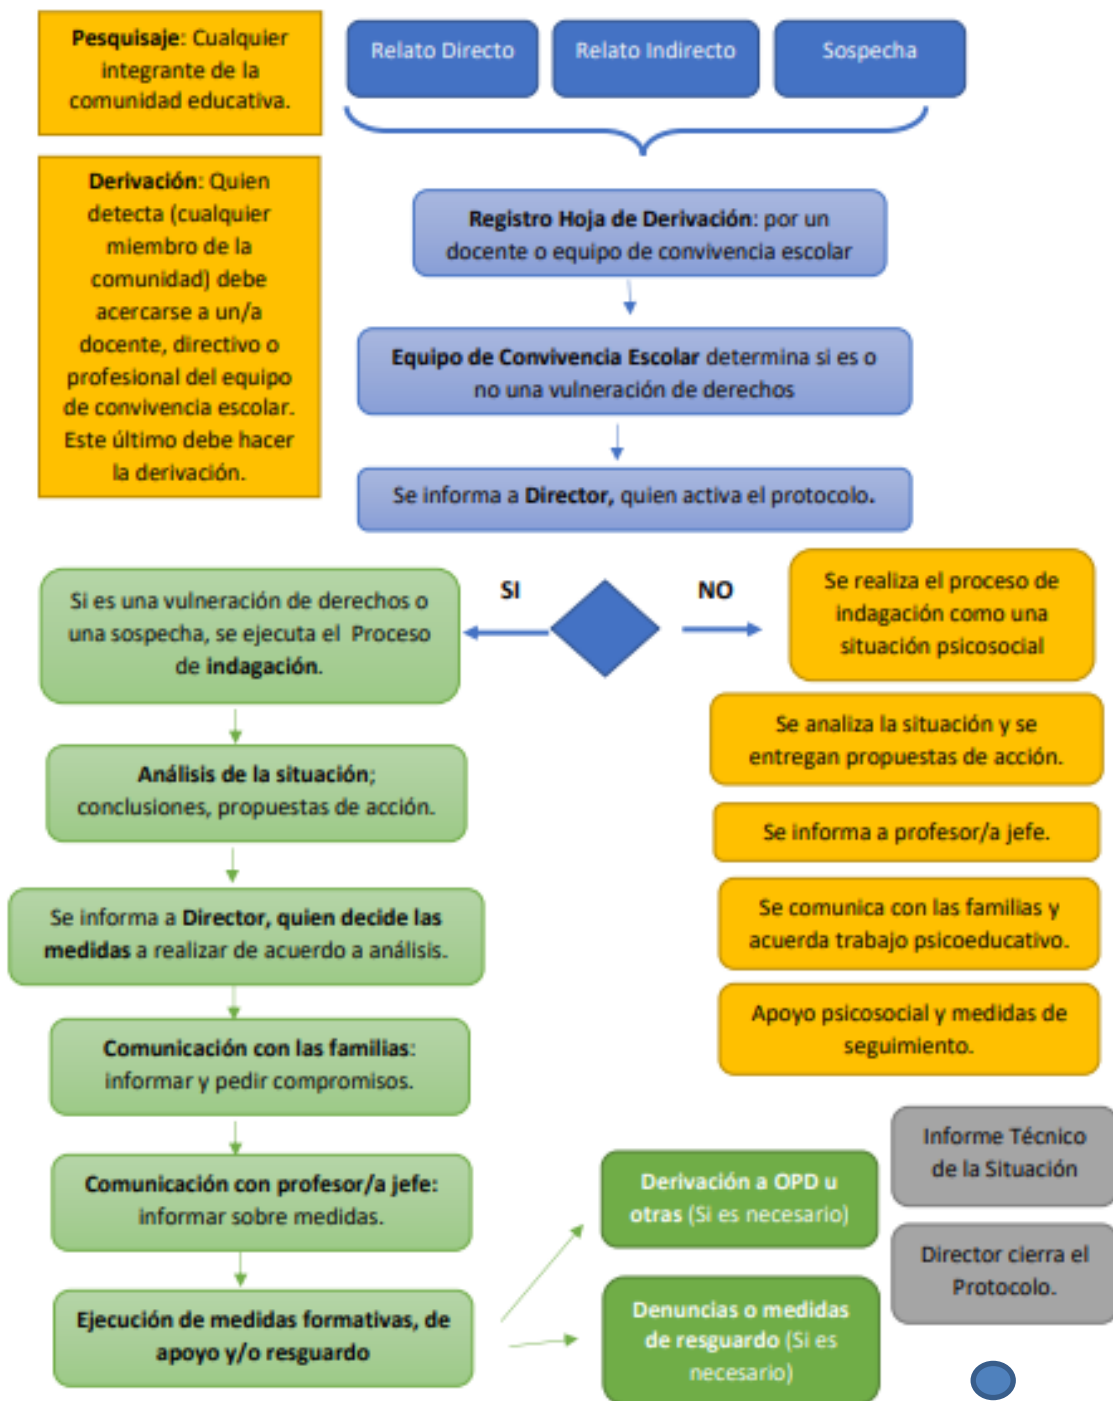 Pesquisaje: Cualquier
integrante de la
comunidad educativa.
Relato Directo
Relato Indirecto
Sospecha
Derivación: Quien
detecta (cualquier
miembro de la
comunidad) debe
acercarse a un/a
docente, directivo o
profesional del equipo
de convivencia escolar.
Este último debe hacer
la derivación.
Registro Hoja de Derivación: por un
docente o equipo de convivencia escolar
Equipo de Convivencia Escolar determina si es o
no una vulneración de derechos
Se informa a Director, quien activa el protocolo.
SI
NO
Si es una vulneración de derechos o
una sospecha, se ejecuta el Proceso
de indagación.
Análisis de la situación;
conclusiones, propuestas de acción.
Se informa a Director, quien decide las
medidas a realizar de acuerdo a análisis.
Comunicación con las familias:
informar y pedir compromisos.
Comunicación con profesor/a jefe:
informar sobre medidas.
Ejecución de medidas formativas, de
apoyo y/o resguardo
Se realiza el proceso de
indagación como una
situación psicosocial
Se analiza la situación y se
entregan propuestas de acción.
Se informa a profesor/a jefe.
Se comunica con las familias y
acuerda trabajo psicoeducativo.
Apoyo psicosocial y medidas de
seguimiento.
Derivación a OPD u
otras (Si es necesario)
Denuncias o medidas
de resguardo (Si es
necesario)
Informe Técnico
de la Situación
Director cierra el
Protocolo.